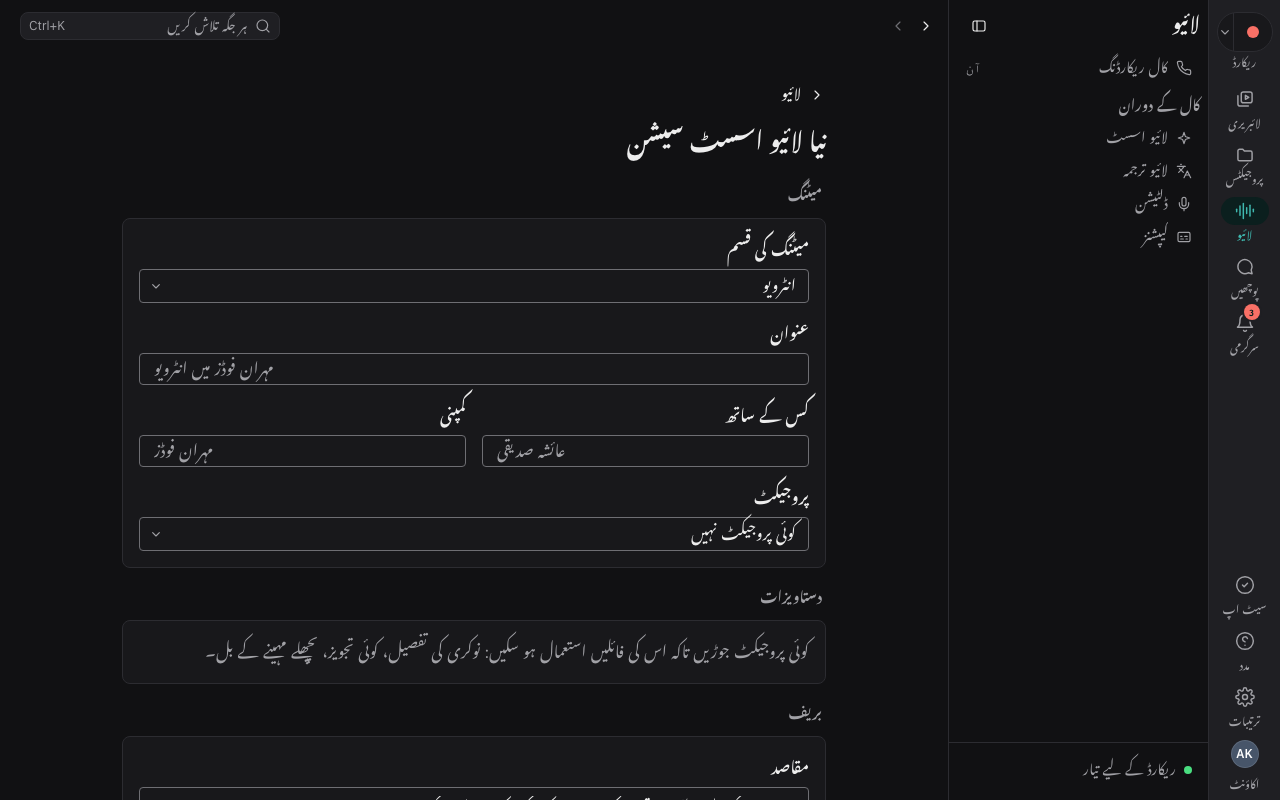 ریکارڈ
لائبریری
پروجیکٹس
لائیو
پوچھیں
3
سرگرمی
سیٹ اپ
مدد
ترتیبات
AK
اکاؤنٹ
لائیو
کال ریکارڈنگ
آن
کال کے دوران
لائیو اسسٹ
لائیو ترجمہ
ڈکٹیشن
کیپشنز
ریکارڈ کے لیے تیار
ہر جگہ تلاش کریں
Ctrl+K
لائیو
نیا لائیو اسسٹ سیشن
میٹنگ
میٹنگ کی قسم
انٹرویو
عنوان
مہران فوڈز میں انٹرویو
کس کے ساتھ
کمپنی
عائشہ صدیقی
مہران فوڈز
پروجیکٹ
کوئی پروجیکٹ نہیں
دستاویزات
کوئی پروجیکٹ جوڑیں تاکہ اس کی فائلیں استعمال ہو سکیں: نوکری کی تفصیل، کوئی تجویز، پچھلے مہینے کے بل۔
بریف
مقاصد